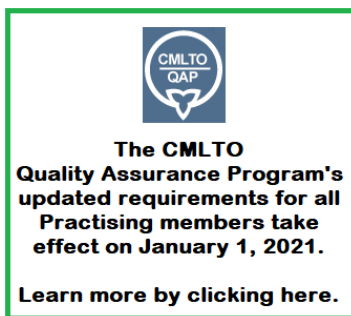 CMLTO
QAP
The CMLTO
Quality Assurance Program's
updated requirements for all
Practising members take
effect on January 1, 2021.
Learn more by clicking here.